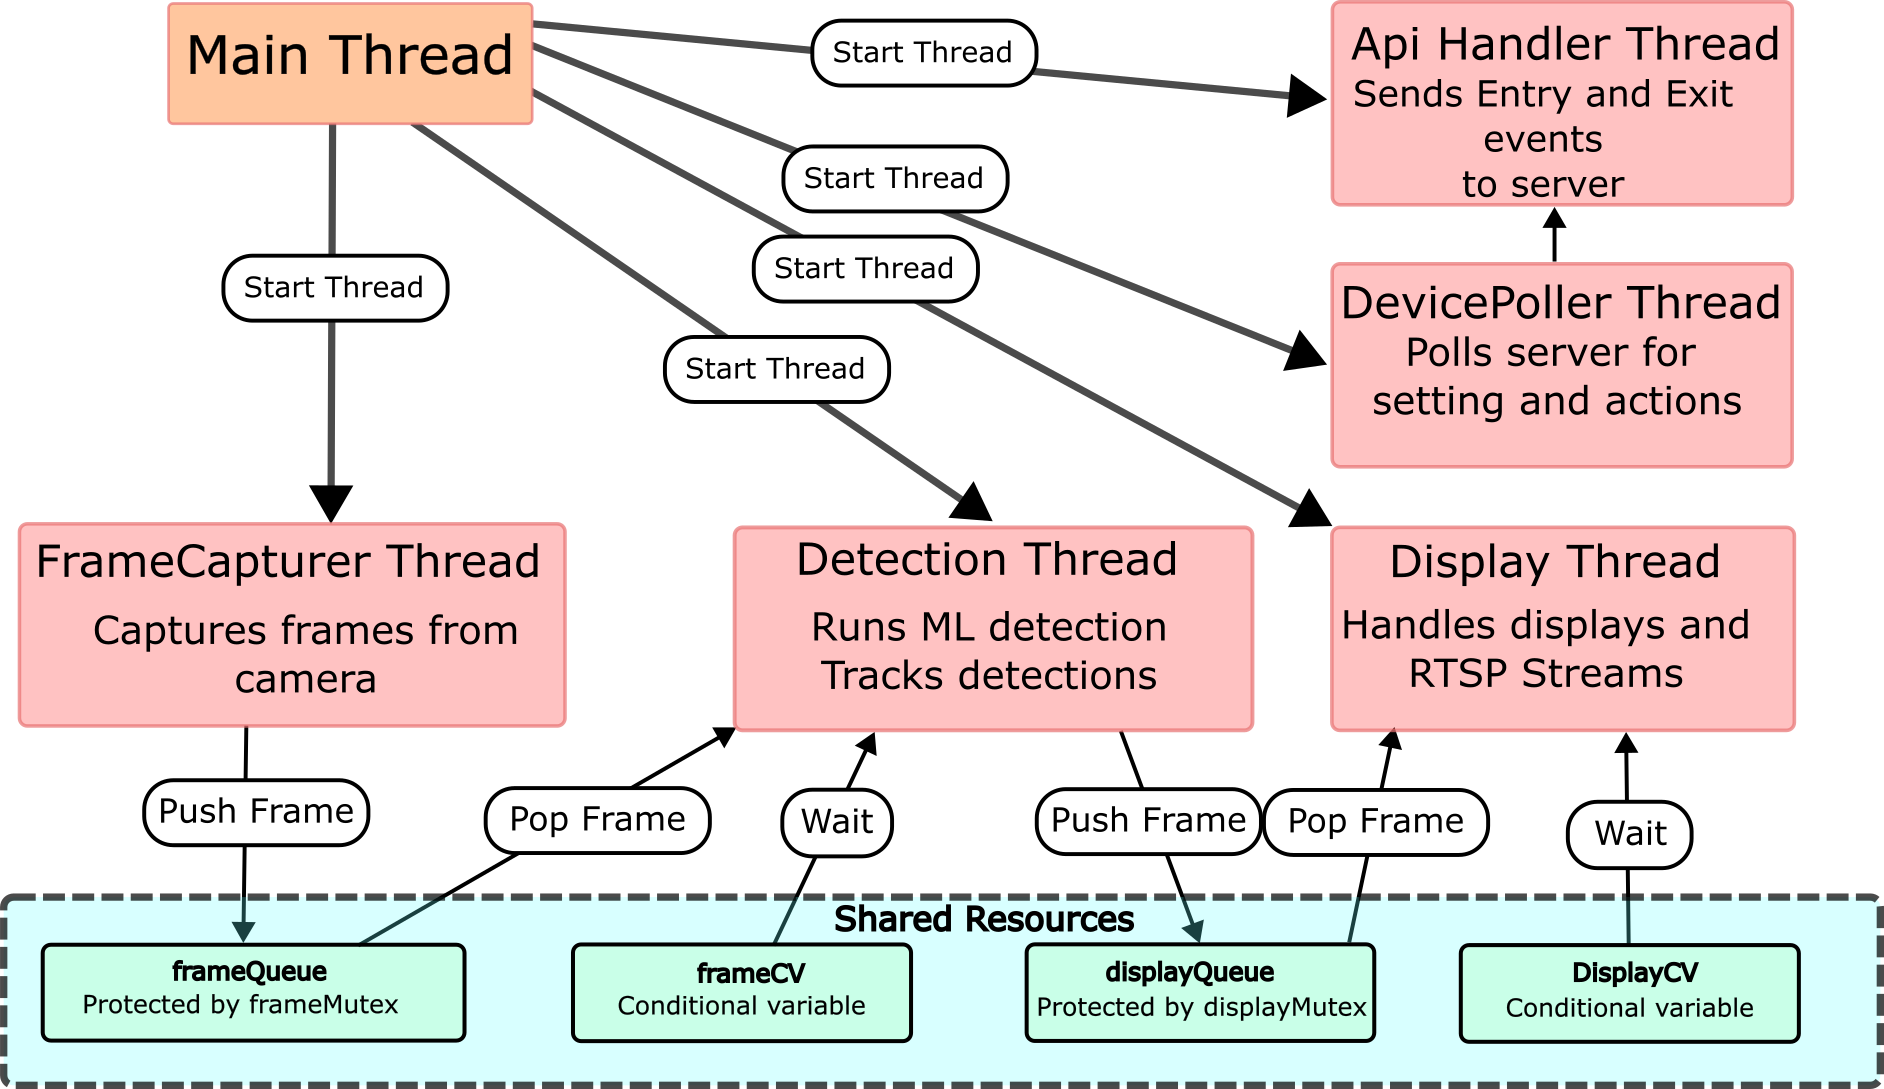 Main Thread
Start Thread
Api Handler Thread
Sends Entry and Exit
events
to server
Start Thread
Start Thread
Start Thread
DevicePoller Thread
Polls server for
setting and actions
Start Thread
FrameCapturer Thread
Captures frames from
camera
Detection Thread
Runs ML detection
Tracks detections
Display Thread
Handles displays and
RTSP Streams
Push Frame
Pop Frame
Wait
Push Frame
Pop Frame
Wait
Shared Resources
frameQueue
Protected by frameMutex
frameCV
Conditional variable
displayQueue
Protected by displayMutex
DisplayCV
Conditional variable